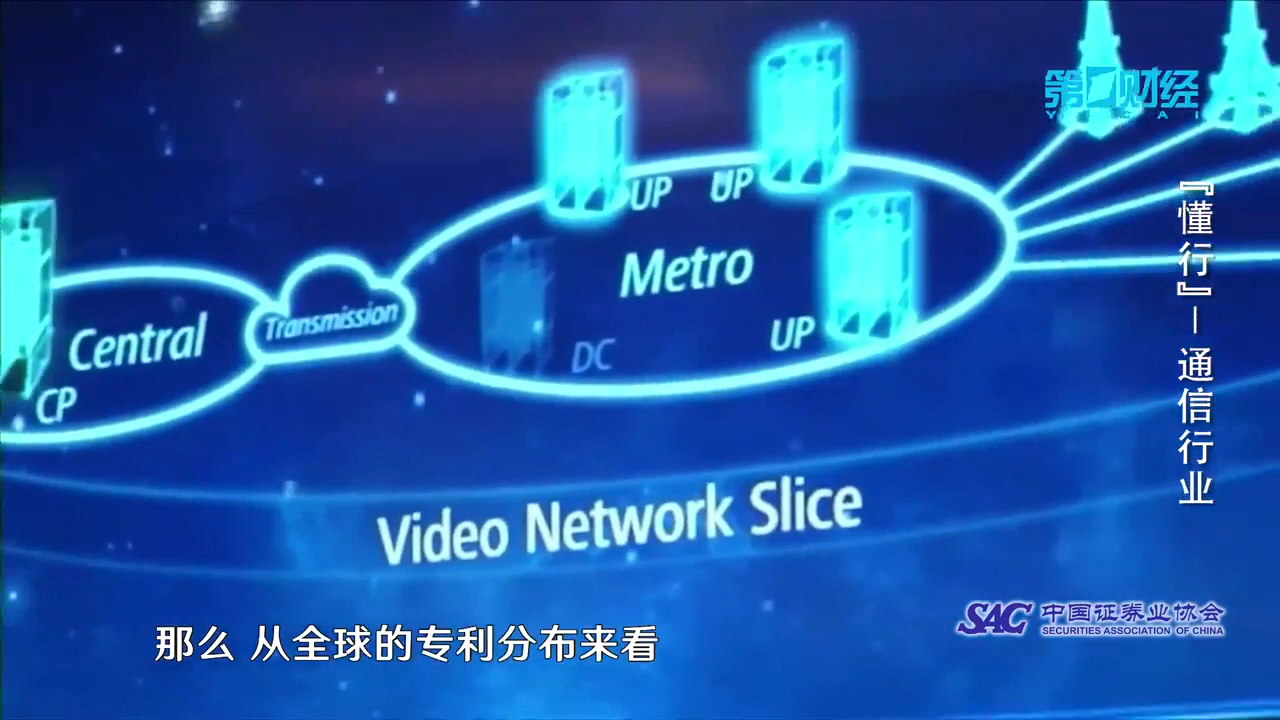 第一财经
YICAI
『懂行』—通信行业
UP
UP
Metro
Transmission
Central
UP
DC
CP
Video Network Slice
SAC 中国证券业协会
SECURITIES ASSOCIATION OF CHINA
那么 从全球的专利分布来看